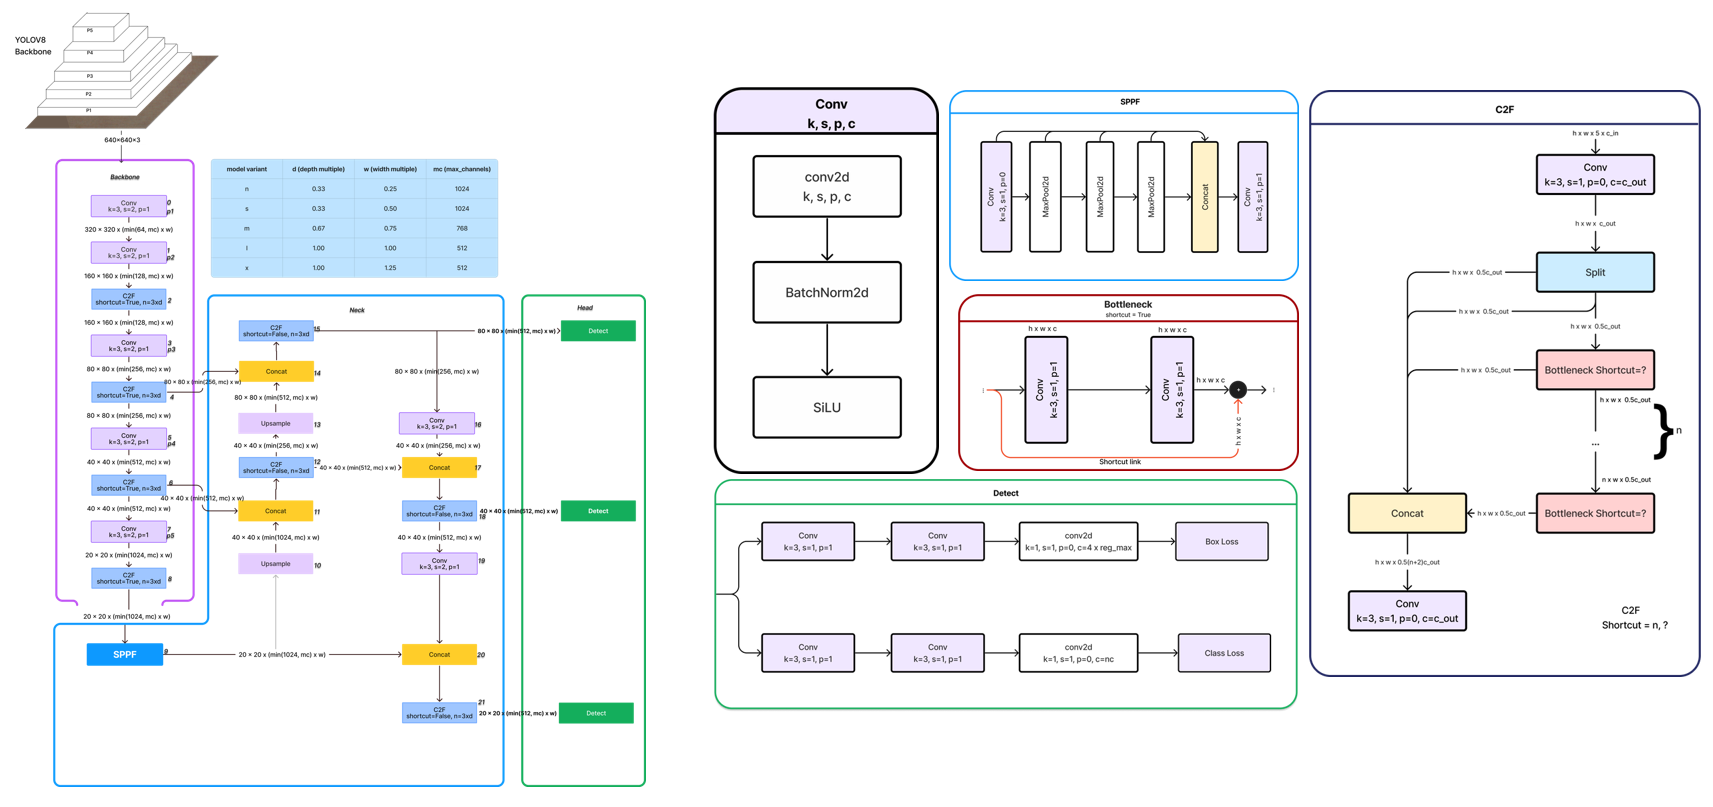 YOLOV8
Backbone
P5
P4
P3
P2
P1
640×640×3
Backbone
Conv
k=3, s=2, p=1
0
p1
320 × 320 x (min(64, mc) x w)
Conv
k=3, s=2, p=1
1
p2
160 × 160 x (min(128, mc) x w)
C2F
shortcut=True, n=3xd
2
160 × 160 x (min(128, mc) x w)
Conv
k=3, s=2, p=1
3
p3
80 × 80 x (min(256, mc) x w)
C2F
shortcut=True, n=3xd
4
80 × 80 x (min(256, mc) x w)
80 × 80 x (min(256, mc) x w)
Conv
k=3, s=2, p=1
5
p4
40 × 40 x (min(512, mc) x w)
C2F
shortcut=True, n=3xd
6
40 × 40 x (min(512, mc) x w)
40 × 40 x (min(512, mc) x w)
Conv
k=3, s=2, p=1
7
p5
20 × 20 x (min(1024, mc) x w)
C2F
shortcut=True, n=3xd
8
20 × 20 x (min(1024, mc) x w)
SPPF
9
20 × 20 x (min(1024, mc) x w)
model variant d (depth multiple) w (width multiple) mc (max_channels)
n 0.33 0.25 1024
s 0.33 0.50 1024
m 0.67 0.75 768
l 1.00 1.00 512
x 1.00 1.25 512
Neck
C2F
shortcut=False, n=3xd
15
80 × 80 x (min(512, mc) x w)
Concat
14
80 × 80 x (min(512, mc) x w)
Upsample
13
40 × 40 x (min(256, mc) x w)
C2F
shortcut=False, n=3xd
12
40 × 40 x (min(512, mc) x w)
Concat
11
40 × 40 x (min(1024, mc) x w)
Upsample
10
80 × 80 x (min(256, mc) x w)
Conv
k=3, s=2, p=1
16
40 × 40 x (min(256, mc) x w)
Concat
17
C2F
shortcut=False, n=3xd
18
40 × 40 x (min(512, mc) x w)
40 × 40 x (min(512, mc) x w)
Conv
k=3, s=2, p=1
19
Concat
20
C2F
shortcut=False, n=3xd
21
20 × 20 x (min(512, mc) x w)
Head
Detect
Detect
Detect
Conv
k, s, p, c
conv2d
k, s, p, c
BatchNorm2d
SiLU
SPPF
Conv
k=3, s=1, p=0
MaxPool2d
MaxPool2d
MaxPool2d
Concat
Conv
k=3, s=1, p=1
Bottleneck
shortcut = True
h x w x c
h x w x c
Conv
k=3, s=1, p=1
Conv
k=3, s=1, p=1
h x w x c
+
h x w x c
Shortcut link
Detect
Conv
k=3, s=1, p=1
Conv
k=3, s=1, p=1
conv2d
k=1, s=1, p=0, c=4 x reg_max
Box Loss
Conv
k=3, s=1, p=1
Conv
k=3, s=1, p=1
conv2d
k=1, s=1, p=0, c=nc
Class Loss
C2F
h x w x 5 x c_in
Conv
k=3, s=1, p=0, c=c_out
h x w x c_out
Split
h x w x 0.5c_out
h x w x 0.5c_out
h x w x 0.5c_out
Bottleneck Shortcut=?
h x w x 0.5c_out
h x w x 0.5c_out
...
} n
n x w x 0.5c_out
Bottleneck Shortcut=?
h x w x 0.5c_out
Concat
h x w x 0.5(n+2)c_out
Conv
k=3, s=1, p=0, c=c_out
C2F
Shortcut = n, ?